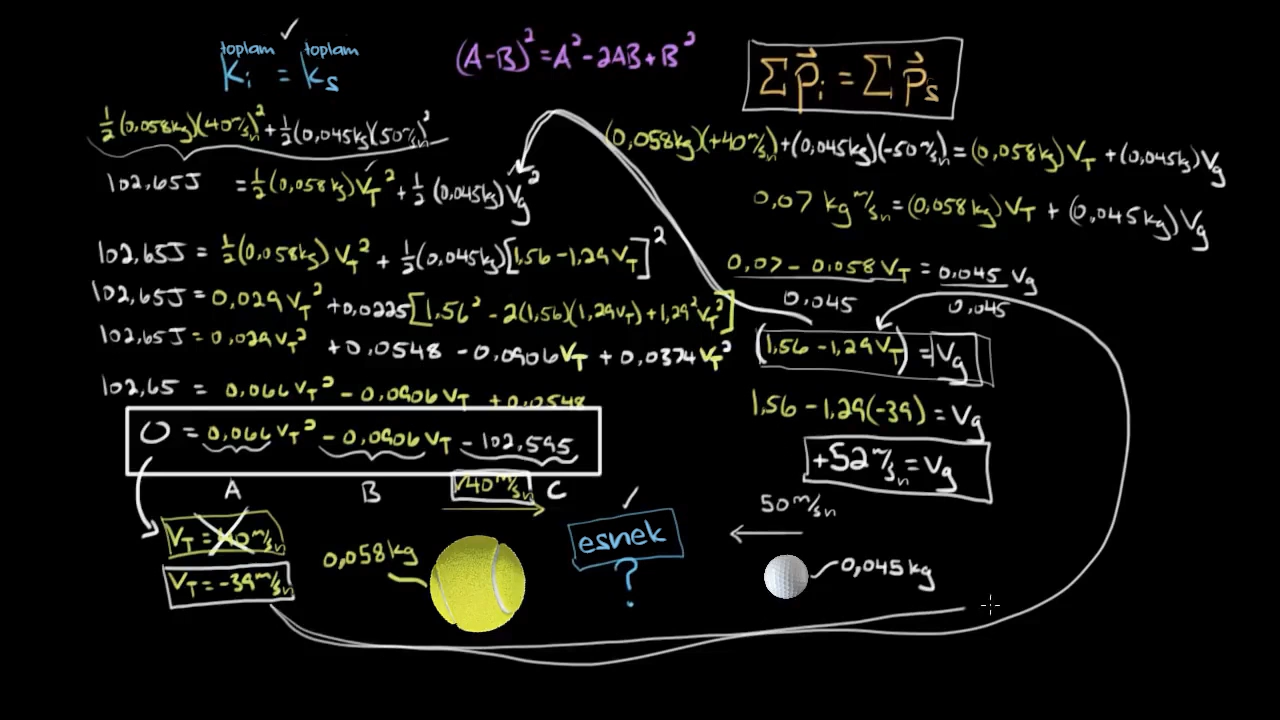 toplam toplam
Kᵢ = Kₛ
(A-B)² = A² - 2AB + B²
Σp⃗ᵢ = Σp⃗ₛ
½(0,058kg)(40m/sn)² + ½(0,045kg)(50m/sn)²
(0,058kg)(+40m/sn) + (0,045kg)(-50m/sn) = (0,058kg)V_T + (0,045kg)V_g
102,65J = ½(0,058kg)V_T² + ½(0,045kg)V_g²
0,07 kg m/sn = (0,058kg)V_T + (0,045kg)V_g
102,65J = ½(0,058kg)V_T² + ½(0,045kg)[1,56 - 1,29V_T]²
0,07 - 0,058V_T = 0,045 V_g
0,045 0,045
102,65J = 0,029V_T² + 0,0225[1,56² - 2(1,56)(1,29V_T) + 1,29²V_T²]
102,65J = 0,029V_T² + 0,0548 - 0,0906V_T + 0,0374V_T²
(1,56 - 1,29V_T) = V_g
102,65 = 0,066V_T² - 0,0906V_T + 0,0548
1,56 - 1,29(-39) = V_g
0 = 0,066V_T² - 0,0906V_T - 102,595
+52m/sn = V_g
A B C
40m/sn
50m/sn
V_T = 40m/sn
esnek
?
0,058kg
0,045kg
V_T = -39m/sn